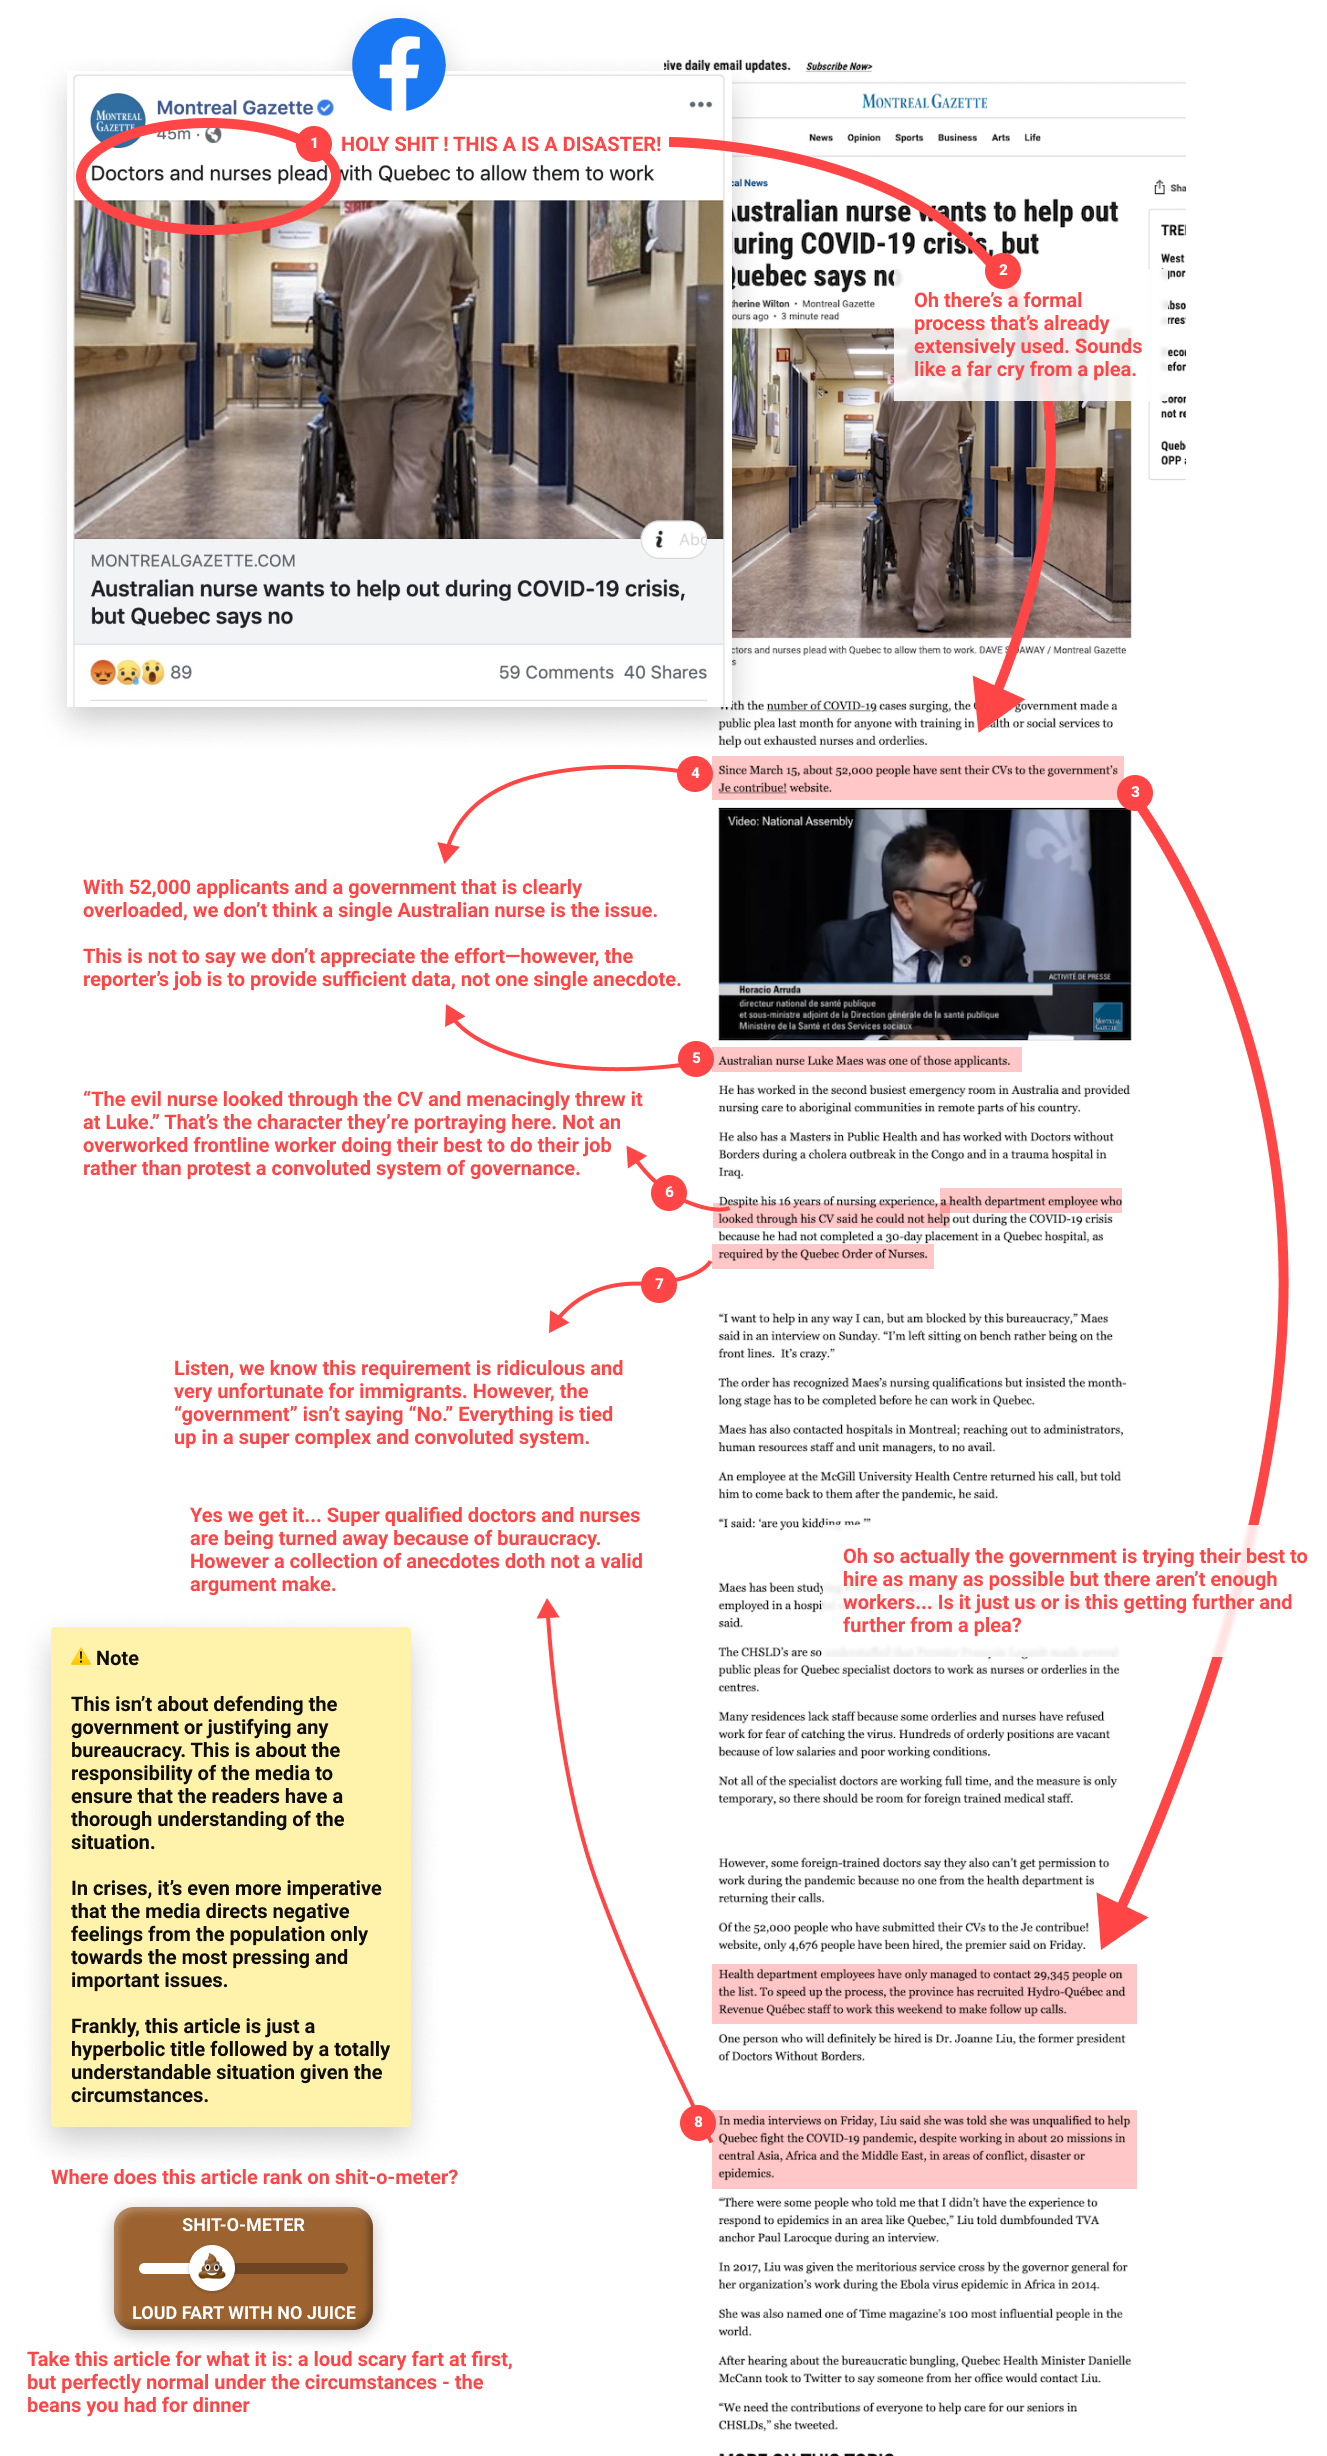 eive daily email updates. Subscribe Now>
MONTREAL GAZETTE
News Opinion Sports Business Arts Life
MONTREAL
GAZETTE
Montreal Gazette
45m ·
1 HOLY SHIT ! THIS A IS A DISASTER!
Doctors and nurses plead with Quebec to allow them to work
i Abc
MONTREALGAZETTE.COM
Australian nurse wants to help out during COVID-19 crisis,
but Quebec says no
89 59 Comments 40 Shares
cal News
Sha
Australian nurse wants to help out
during COVID-19 crisis, but
Quebec says no
therine Wilton • Montreal Gazette
ours ago • 3 minute read
TRE
West
gnor
Abso
rres
ecor
efor
Coron
not re
Queb
OPP a
2
Oh there's a formal
process that's already
extensively used. Sounds
like a far cry from a plea.
ctors and nurses plead with Quebec to allow them to work. DAVE SIDAWAY / Montreal Gazette
s
With the number of COVID-19 cases surging, the government made a
public plea last month for anyone with training in health or social services to
help out exhausted nurses and orderlies.
4
Since March 15, about 52,000 people have sent their CVs to the government's
Je contribue! website.
3
Video: National Assembly
ACTIVITÉ DE PRESSE
Horacio Arruda
directeur national de santé publique
et sous-ministre adjoint de la Direction générale de la santé publique
Ministère de la Santé et des Services sociaux
MONTREAL
GAZETTE
With 52,000 applicants and a government that is clearly
overloaded, we don't think a single Australian nurse is the issue.
This is not to say we don't appreciate the effort—however, the
reporter's job is to provide sufficient data, not one single anecdote.
5
Australian nurse Luke Maes was one of those applicants.
He has worked in the second busiest emergency room in Australia and provided
nursing care to aboriginal communities in remote parts of his country.
He also has a Masters in Public Health and has worked with Doctors without
Borders during a cholera outbreak in the Congo and in a trauma hospital in
Iraq.
"The evil nurse looked through the CV and menacingly threw it
at Luke." That's the character they're portraying here. Not an
overworked frontline worker doing their best to do their job
rather than protest a convoluted system of governance.
6
Despite his 16 years of nursing experience, a health department employee who
looked through his CV said he could not help out during the COVID-19 crisis
because he had not completed a 30-day placement in a Quebec hospital, as
required by the Quebec Order of Nurses.
7
"I want to help in any way I can, but am blocked by this bureaucracy," Maes
said in an interview on Sunday. "I'm left sitting on bench rather being on the
front lines. It's crazy."
The order has recognized Maes's nursing qualifications but insisted the month-
long stage has to be completed before he can work in Quebec.
Maes has also contacted hospitals in Montreal; reaching out to administrators,
human resources staff and unit managers, to no avail.
An employee at the McGill University Health Centre returned his call, but told
him to come back to them after the pandemic, he said.
"I said: 'are you kidding me.'"
Listen, we know this requirement is ridiculous and
very unfortunate for immigrants. However, the
"government" isn't saying "No." Everything is tied
up in a super complex and convoluted system.
Yes we get it... Super qualified doctors and nurses
are being turned away because of buraucracy.
However a collection of anecdotes doth not a valid
argument make.
Oh so actually the government is trying their best to
hire as many as possible but there aren't enough
workers... Is it just us or is this getting further and
further from a plea?
Maes has been study
employed in a hospi
said.
The CHSLD's are so understaffed that Premier François Legault made several
public pleas for Quebec specialist doctors to work as nurses or orderlies in the
centres.
Many residences lack staff because some orderlies and nurses have refused
work for fear of catching the virus. Hundreds of orderly positions are vacant
because of low salaries and poor working conditions.
Not all of the specialist doctors are working full time, and the measure is only
temporary, so there should be room for foreign trained medical staff.
However, some foreign-trained doctors say they also can't get permission to
work during the pandemic because no one from the health department is
returning their calls.
Of the 52,000 people who have submitted their CVs to the Je contribue!
website, only 4,676 people have been hired, the premier said on Friday.
Health department employees have only managed to contact 29,345 people on
the list. To speed up the process, the province has recruited Hydro-Québec and
Revenue Québec staff to work this weekend to make follow up calls.
One person who will definitely be hired is Dr. Joanne Liu, the former president
of Doctors Without Borders.
8
In media interviews on Friday, Liu said she was told she was unqualified to help
Quebec fight the COVID-19 pandemic, despite working in about 20 missions in
central Asia, Africa and the Middle East, in areas of conflict, disaster or
epidemics.
"There were some people who told me that I didn't have the experience to
respond to epidemics in an area like Quebec," Liu told dumbfounded TVA
anchor Paul Larocque during an interview.
In 2017, Liu was given the meritorious service cross by the governor general for
her organization's work during the Ebola virus epidemic in Africa in 2014.
She was also named one of Time magazine's 100 most influential people in the
world.
After hearing about the bureaucratic bungling, Quebec Health Minister Danielle
McCann took to Twitter to say someone from her office would contact Liu.
"We need the contributions of everyone to help care for our seniors in
CHSLDs," she tweeted.
MORE ON THIS TOPIC
Note
This isn't about defending the
government or justifying any
bureaucracy. This is about the
responsibility of the media to
ensure that the readers have a
thorough understanding of the
situation.
In crises, it's even more imperative
that the media directs negative
feelings from the population only
towards the most pressing and
important issues.
Frankly, this article is just a
hyperbolic title followed by a totally
understandable situation given the
circumstances.
Where does this article rank on shit-o-meter?
SHIT-O-METER
LOUD FART WITH NO JUICE
Take this article for what it is: a loud scary fart at first,
but perfectly normal under the circumstances - the
beans you had for dinner